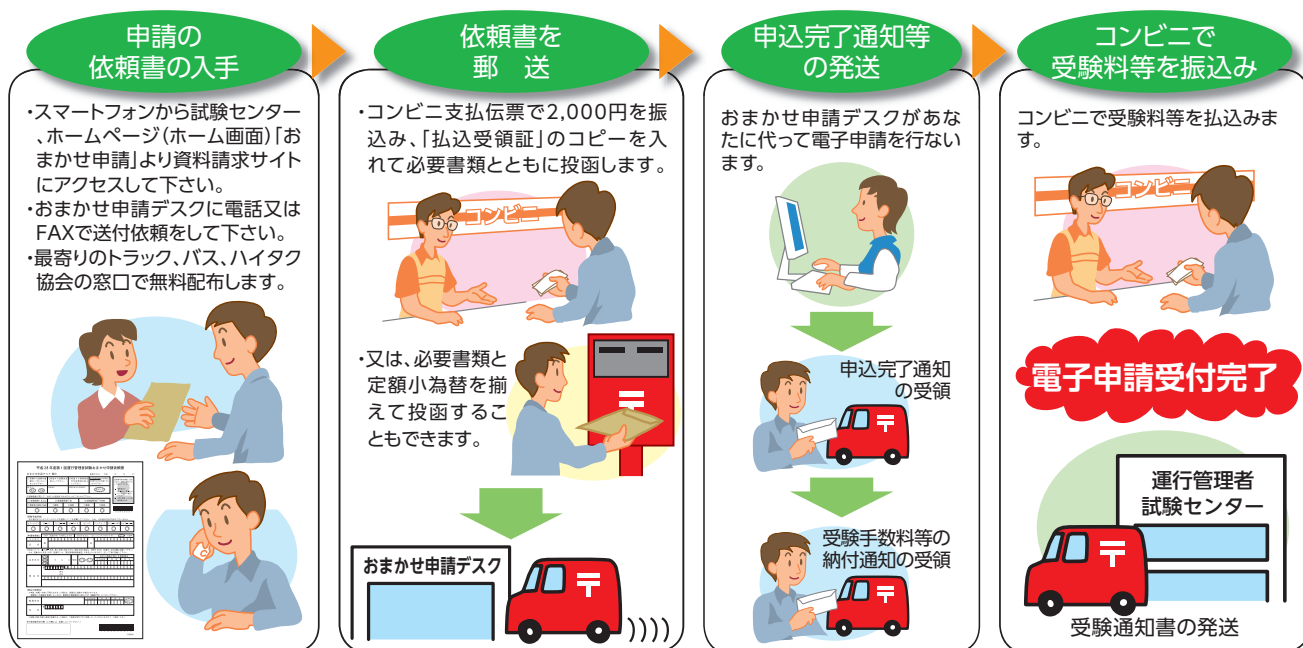 申請の
依頼書の入手
・スマートフォンから試験センター
、ホームページ(ホーム画面)「お
まかせ申請」より資料請求サイト
にアクセスして下さい。
・おまかせ申請デスクに電話又は
FAXで送付依頼をして下さい。
・最寄りのトラック、バス、ハイタク
協会の窓口で無料配布します。
依頼書を
郵 送
・コンビニ支払伝票で2,000円を振
込み、「払込受領証」のコピーを入
れて必要書類とともに投函します。
コンビニ
・又は、必要書類と
定額小為替を揃
えて投函するこ
ともできます。
おまかせ申請デスク
申込完了通知等
の発送
おまかせ申請デスクがあな
たに代って電子申請を行ない
ます。
申込完了通知
の受領
受験手数料等の
納付通知の受領
コンビニで
受験料等を振込み
コンビニで受験料等を払込みま
す。
コンビニ
電子申請受付完了
運行管理者
試験センター
受験通知書の発送